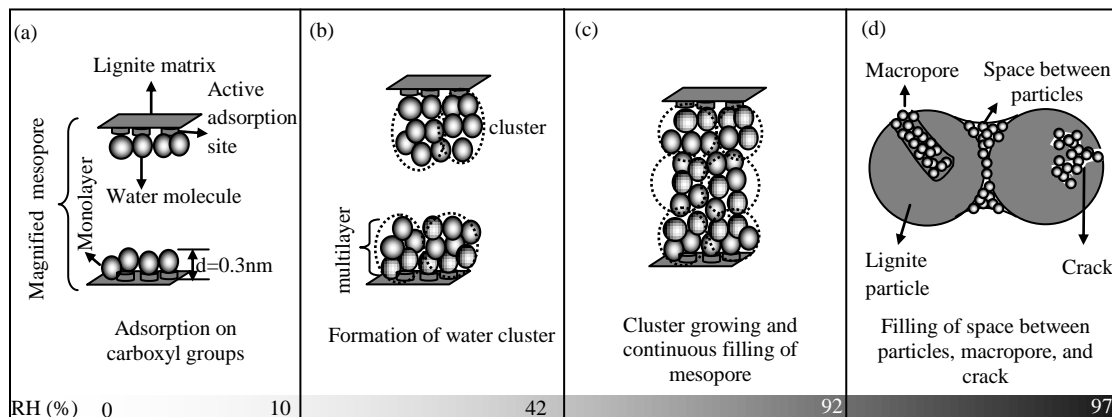 (a)
Lignite matrix
Active
adsorption
site
Water molecule
Magnified mesopore
Monolayer
d=0.3nm
Adsorption on
carboxyl groups
(b)
cluster
multilayer
Formation of water cluster
(c)
Cluster growing and
continuous filling of
mesopore
(d)
Macropore
Space between
particles
Lignite
particle
Crack
Filling of space between
particles, macropore, and
crack
RH (%) 0 10 42 92 97